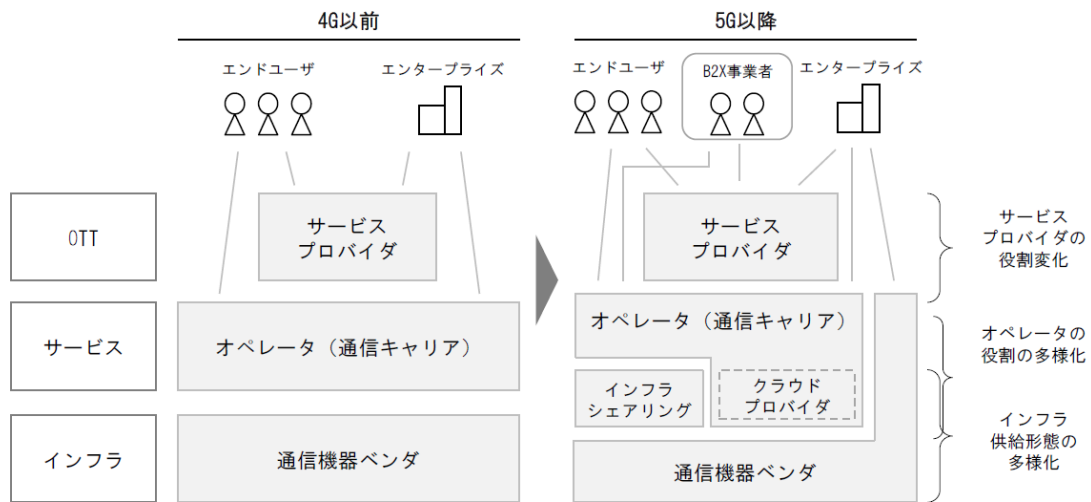 4G以前
5G以降
エンドユーザ
エンタープライズ
エンドユーザ
B2X事業者
エンタープライズ
OTT
サービス
プロバイダ
サービス
プロバイダ
サービス
プロバイダの
役割変化
サービス
オペレータ（通信キャリア）
オペレータ（通信キャリア）
オペレータの
役割の多様化
インフラ
シェアリング
クラウド
プロバイダ
インフラ
通信機器ベンダ
通信機器ベンダ
インフラ
供給形態の
多様化